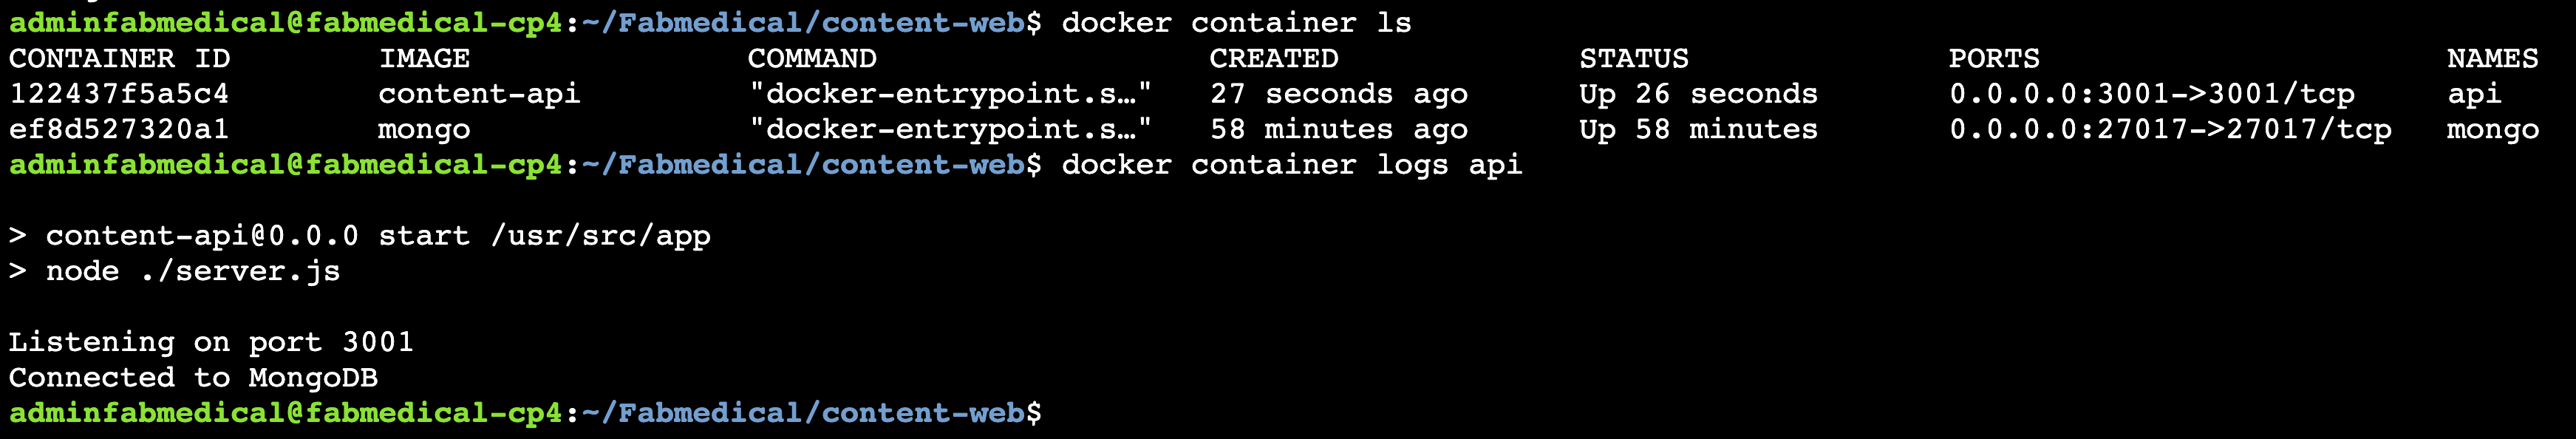 adminfabmedical@fabmedical-cp4:~/Fabmedical/content-web$ docker container ls
CONTAINER ID        IMAGE               COMMAND                  CREATED             STATUS              PORTS                      NAMES
122437f5a5c4        content-api         "docker-entrypoint.s…"   27 seconds ago      Up 26 seconds       0.0.0.0:3001->3001/tcp     api
ef8d527320a1        mongo               "docker-entrypoint.s…"   58 minutes ago      Up 58 minutes       0.0.0.0:27017->27017/tcp   mongo
adminfabmedical@fabmedical-cp4:~/Fabmedical/content-web$ docker container logs api
> content-api@0.0.0 start /usr/src/app
> node ./server.js
Listening on port 3001
Connected to MongoDB
adminfabmedical@fabmedical-cp4:~/Fabmedical/content-web$